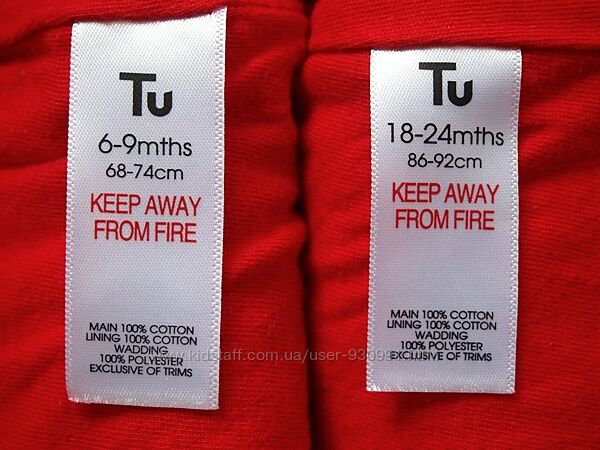 Tu
6-9mths
68-74cm
KEEP AWAY
FROM FIRE
MAIN 100% COTTON
LINING 100% COTTON
WADDING
100% POLYESTER
EXCLUSIVE OF TRIMS
Tu
18-24mths
86-92cm
KEEP AWAY
FROM FIRE
MAIN 100% COTTON
LINING 100% COTTON
WADDING
100% POLYESTER
EXCLUSIVE OF TRIMS